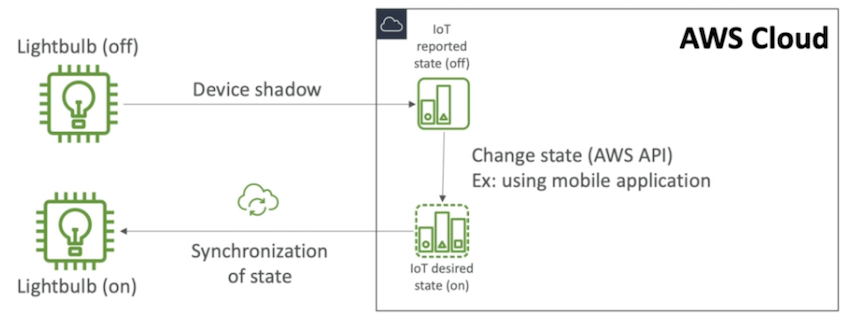 Lightbulb (off)
Device shadow
IoT
reported
state (off)
AWS Cloud
Change state (AWS API)
Ex: using mobile application
Synchronization
of state
Lightbulb (on)
IoT desired
state (on)